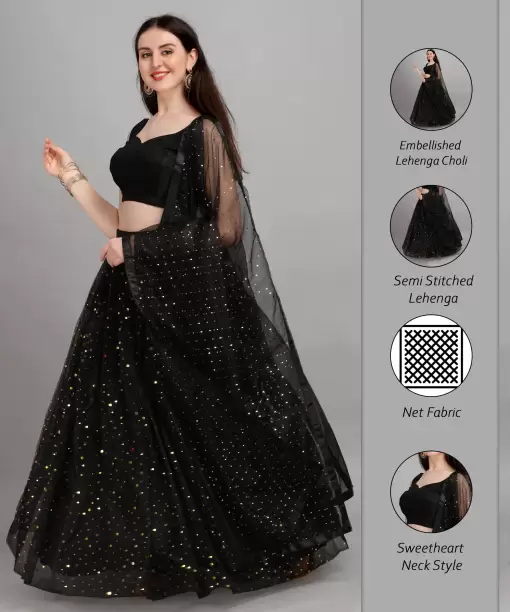 Embellished
Lehenga Choli
Semi Stitched
Lehenga
Net Fabric
Sweetheart
Neck Style